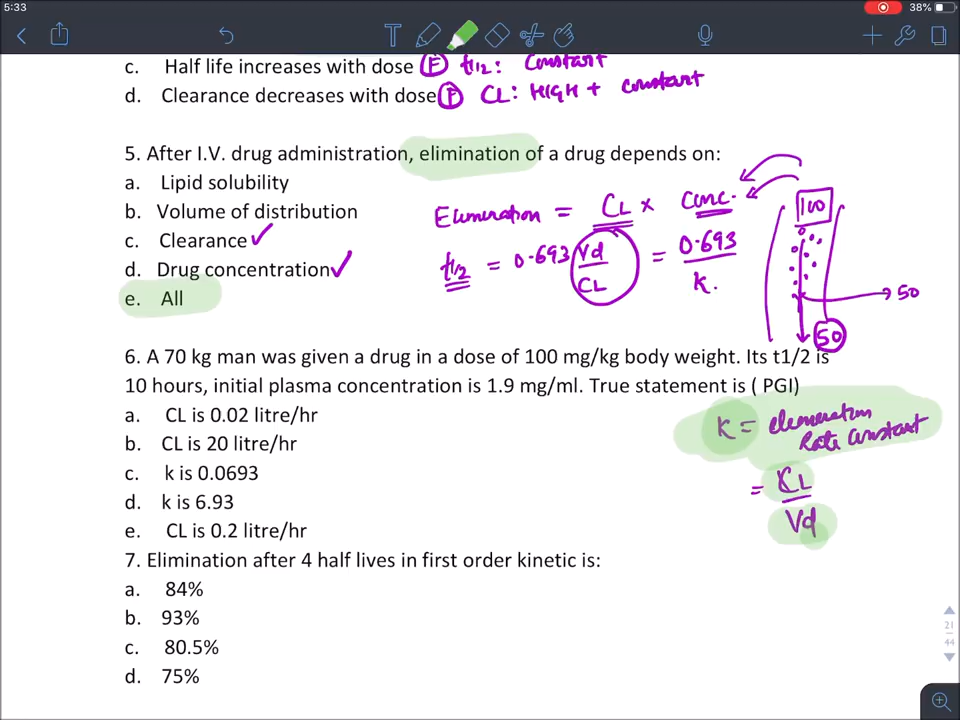 5:33
38%
c. Half life increases with dose (F) t1/2: Constant
d. Clearance decreases with dose (F) CL: HIGH + constant
5. After I.V. drug administration, elimination of a drug depends on:
a. Lipid solubility
b. Volume of distribution
c. Clearance ✓
d. Drug concentration ✓
e. All
Elemination = CL x Conc.
t1/2 = 0.693 Vd/CL = 0.693/k.
100
50
50
6. A 70 kg man was given a drug in a dose of 100 mg/kg body weight. Its t1/2 is
10 hours, initial plasma concentration is 1.9 mg/ml. True statement is ( PGI)
a. CL is 0.02 litre/hr
b. CL is 20 litre/hr
c. k is 0.0693
d. k is 6.93
e. CL is 0.2 litre/hr
K = elemenation
Rate constant
= CL
Vd
7. Elimination after 4 half lives in first order kinetic is:
a. 84%
b. 93%
c. 80.5%
d. 75%
21
44